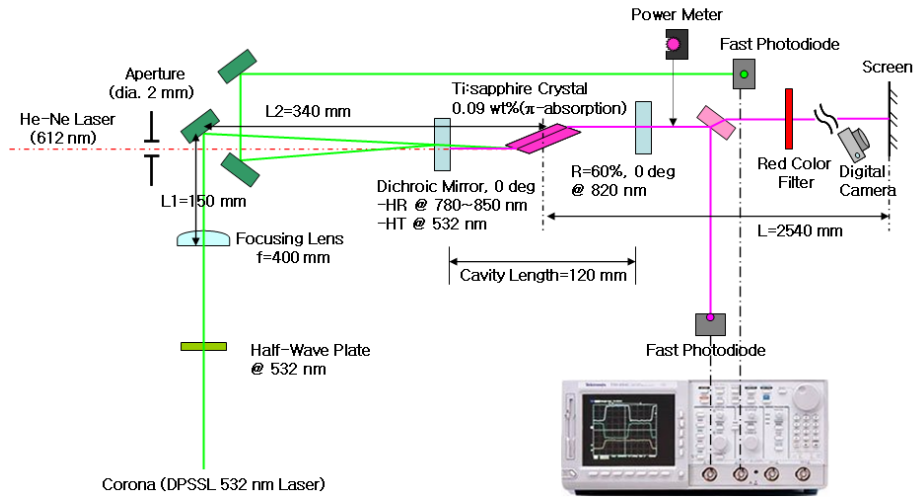 Power Meter
Fast Photodiode
Screen
Aperture
(dia. 2 mm)
Ti:sapphire Crystal
0.09 wt%(π-absorption)
He-Ne Laser
(612 nm)
L2=340 mm
Dichroic Mirror, 0 deg
-HR @ 780~850 nm
-HT @ 532 nm
R=60%, 0 deg
@ 820 nm
Red Color
Filter
Digital
Camera
L1=150 mm
L=2540 mm
Focusing Lens
f=400 mm
Cavity Length=120 mm
Half-Wave Plate
@ 532 nm
Fast Photodiode
Tektronix
Corona (DPSSL 532 nm Laser)